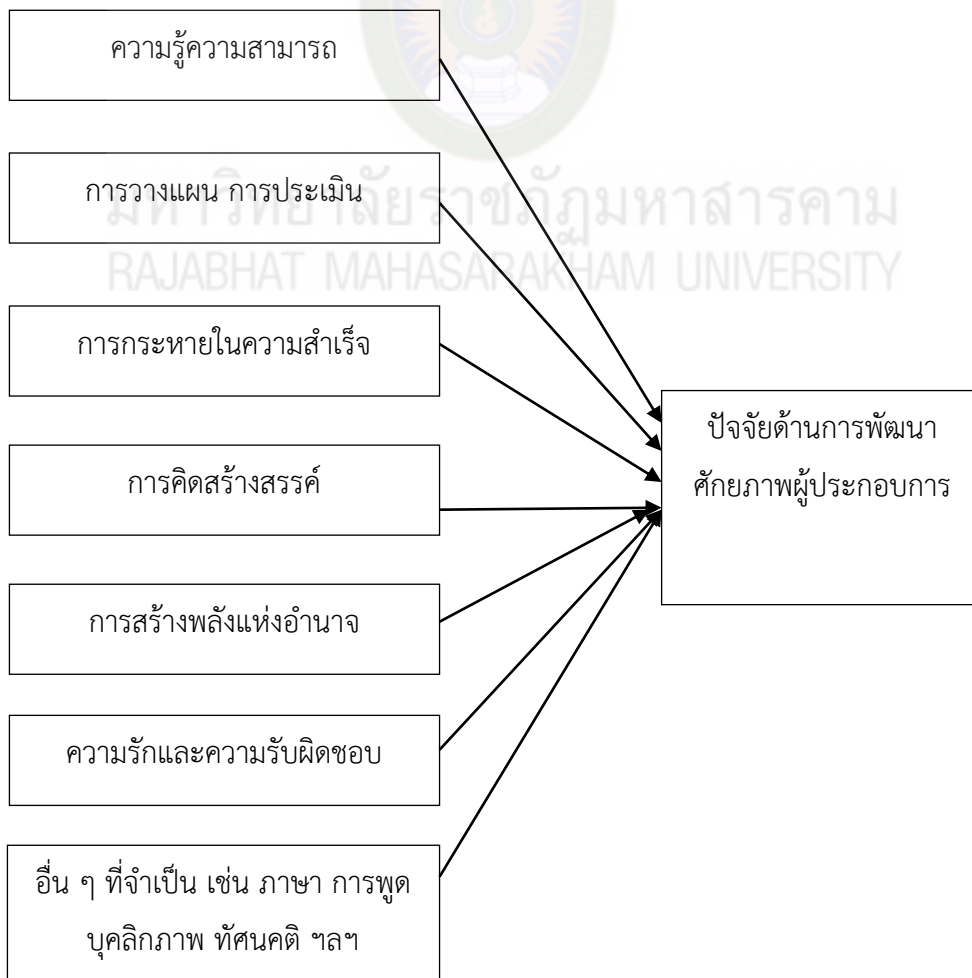 ความรู้ความสามารถ
การวางแผน การประเมิน
มหาวิทยาลัยราชภัฏมหาสารคาม
RAJABHAT MAHASARAKHAM UNIVERSITY
การกระหายในความสำเร็จ
ปัจจัยด้านการพัฒนา
ศักยภาพผู้ประกอบการ
การคิดสร้างสรรค์
การสร้างพลังแห่งอำนาจ
ความรักและความรับผิดชอบ
อื่น ๆ ที่จำเป็น เช่น ภาษา การพูด
บุคลิกภาพ ทัศนคติ ฯลฯ